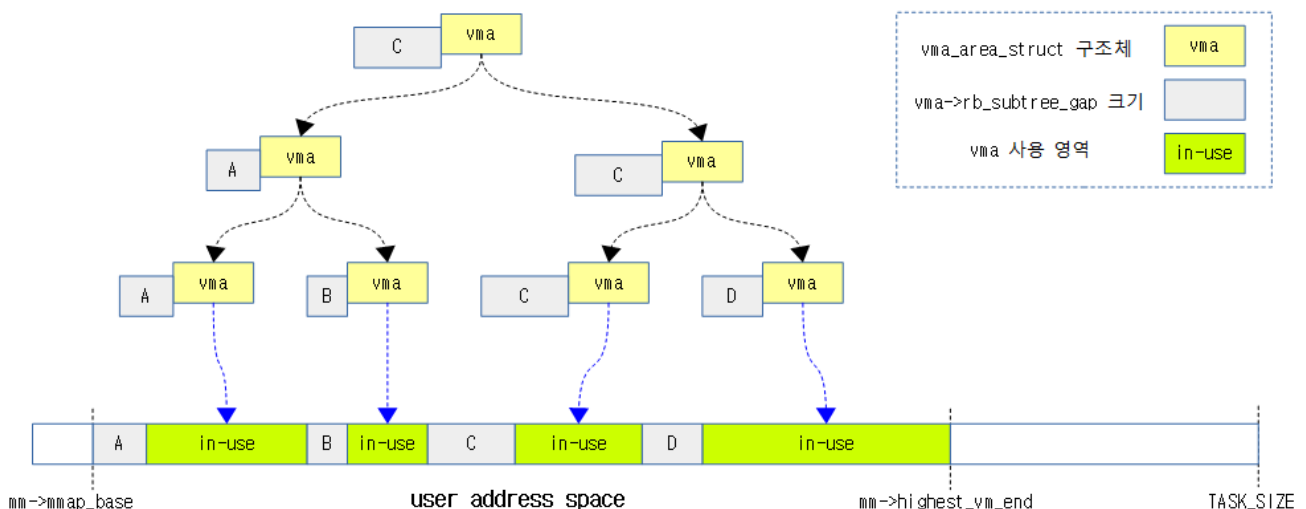 C
vma
vma_area_struct 구조체
vma
vma->rb_subtree_gap 크기
vma 사용 영역
in-use
A
vma
C
vma
A
vma
B
vma
C
vma
D
vma
A
in-use
B
in-use
C
in-use
D
in-use
mm->mmap_base
user address space
mm->highest_vm_end
TASK_SIZE